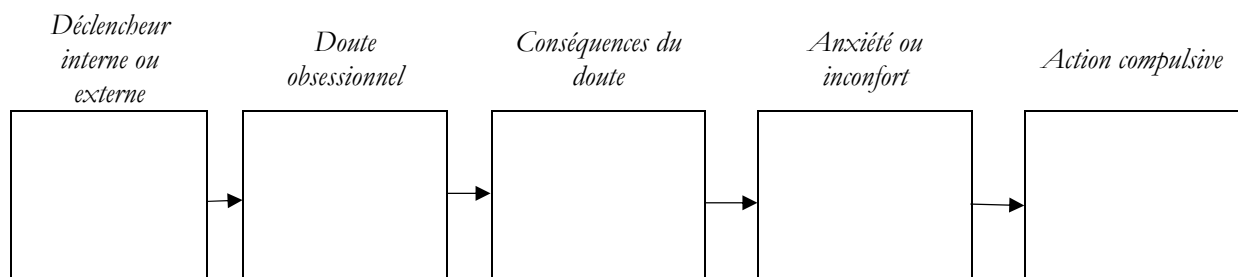 Déclencheur
interne ou
externe
Doute
obsessionnel
Conséquences du
doute
Anxiété ou
inconfort
Action compulsive